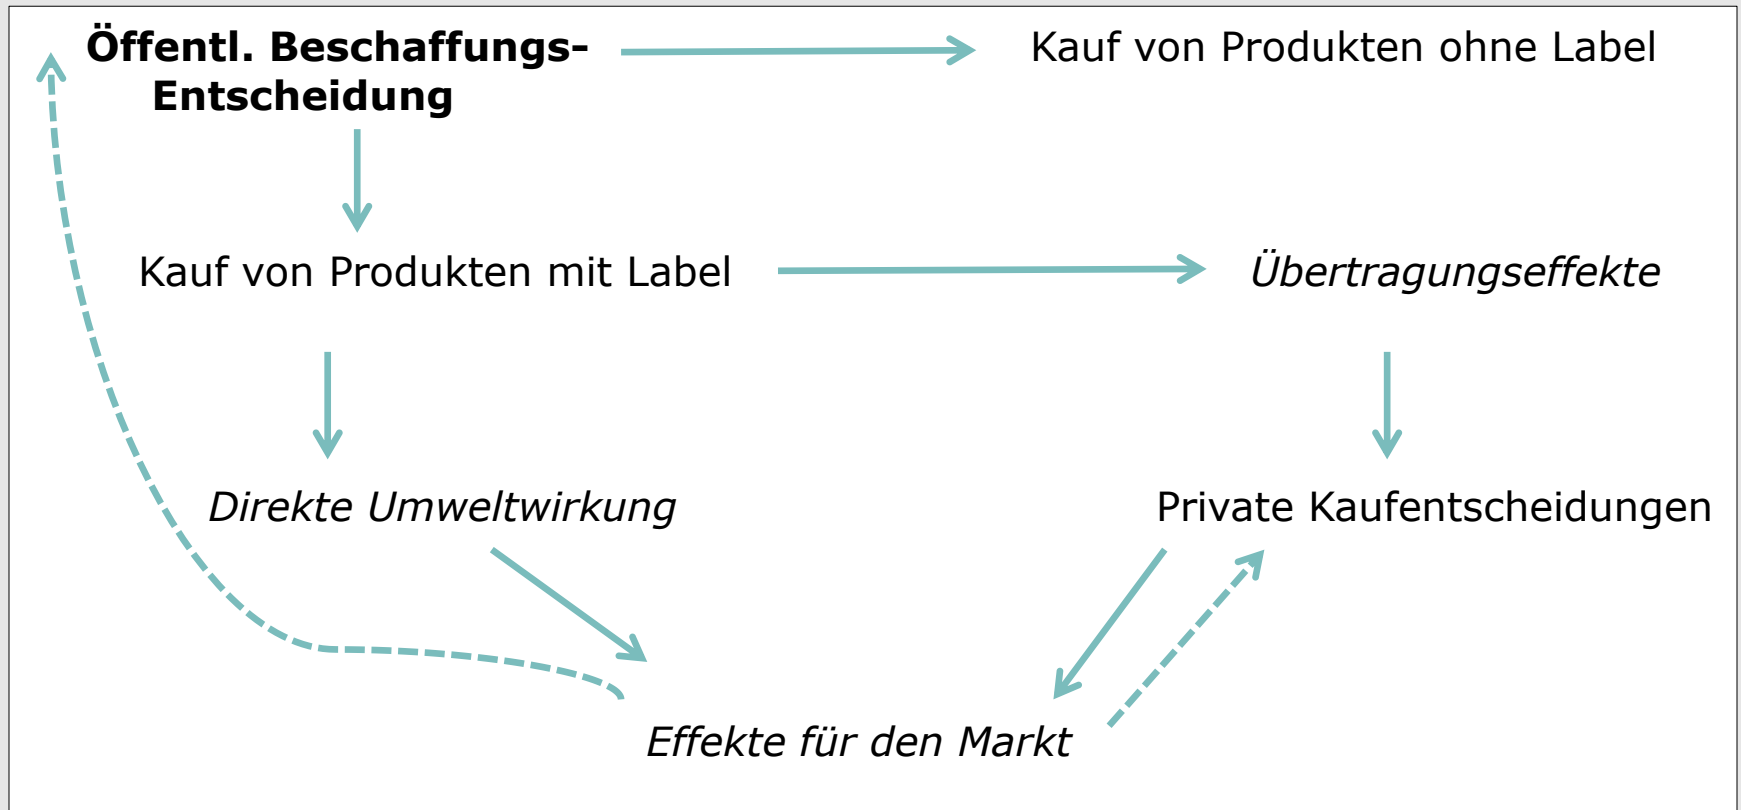 Öffentl. Beschaffungs-
Entscheidung
Kauf von Produkten ohne Label
Kauf von Produkten mit Label
Übertragungseffekte
Direkte Umweltwirkung
Private Kaufentscheidungen
Effekte für den Markt